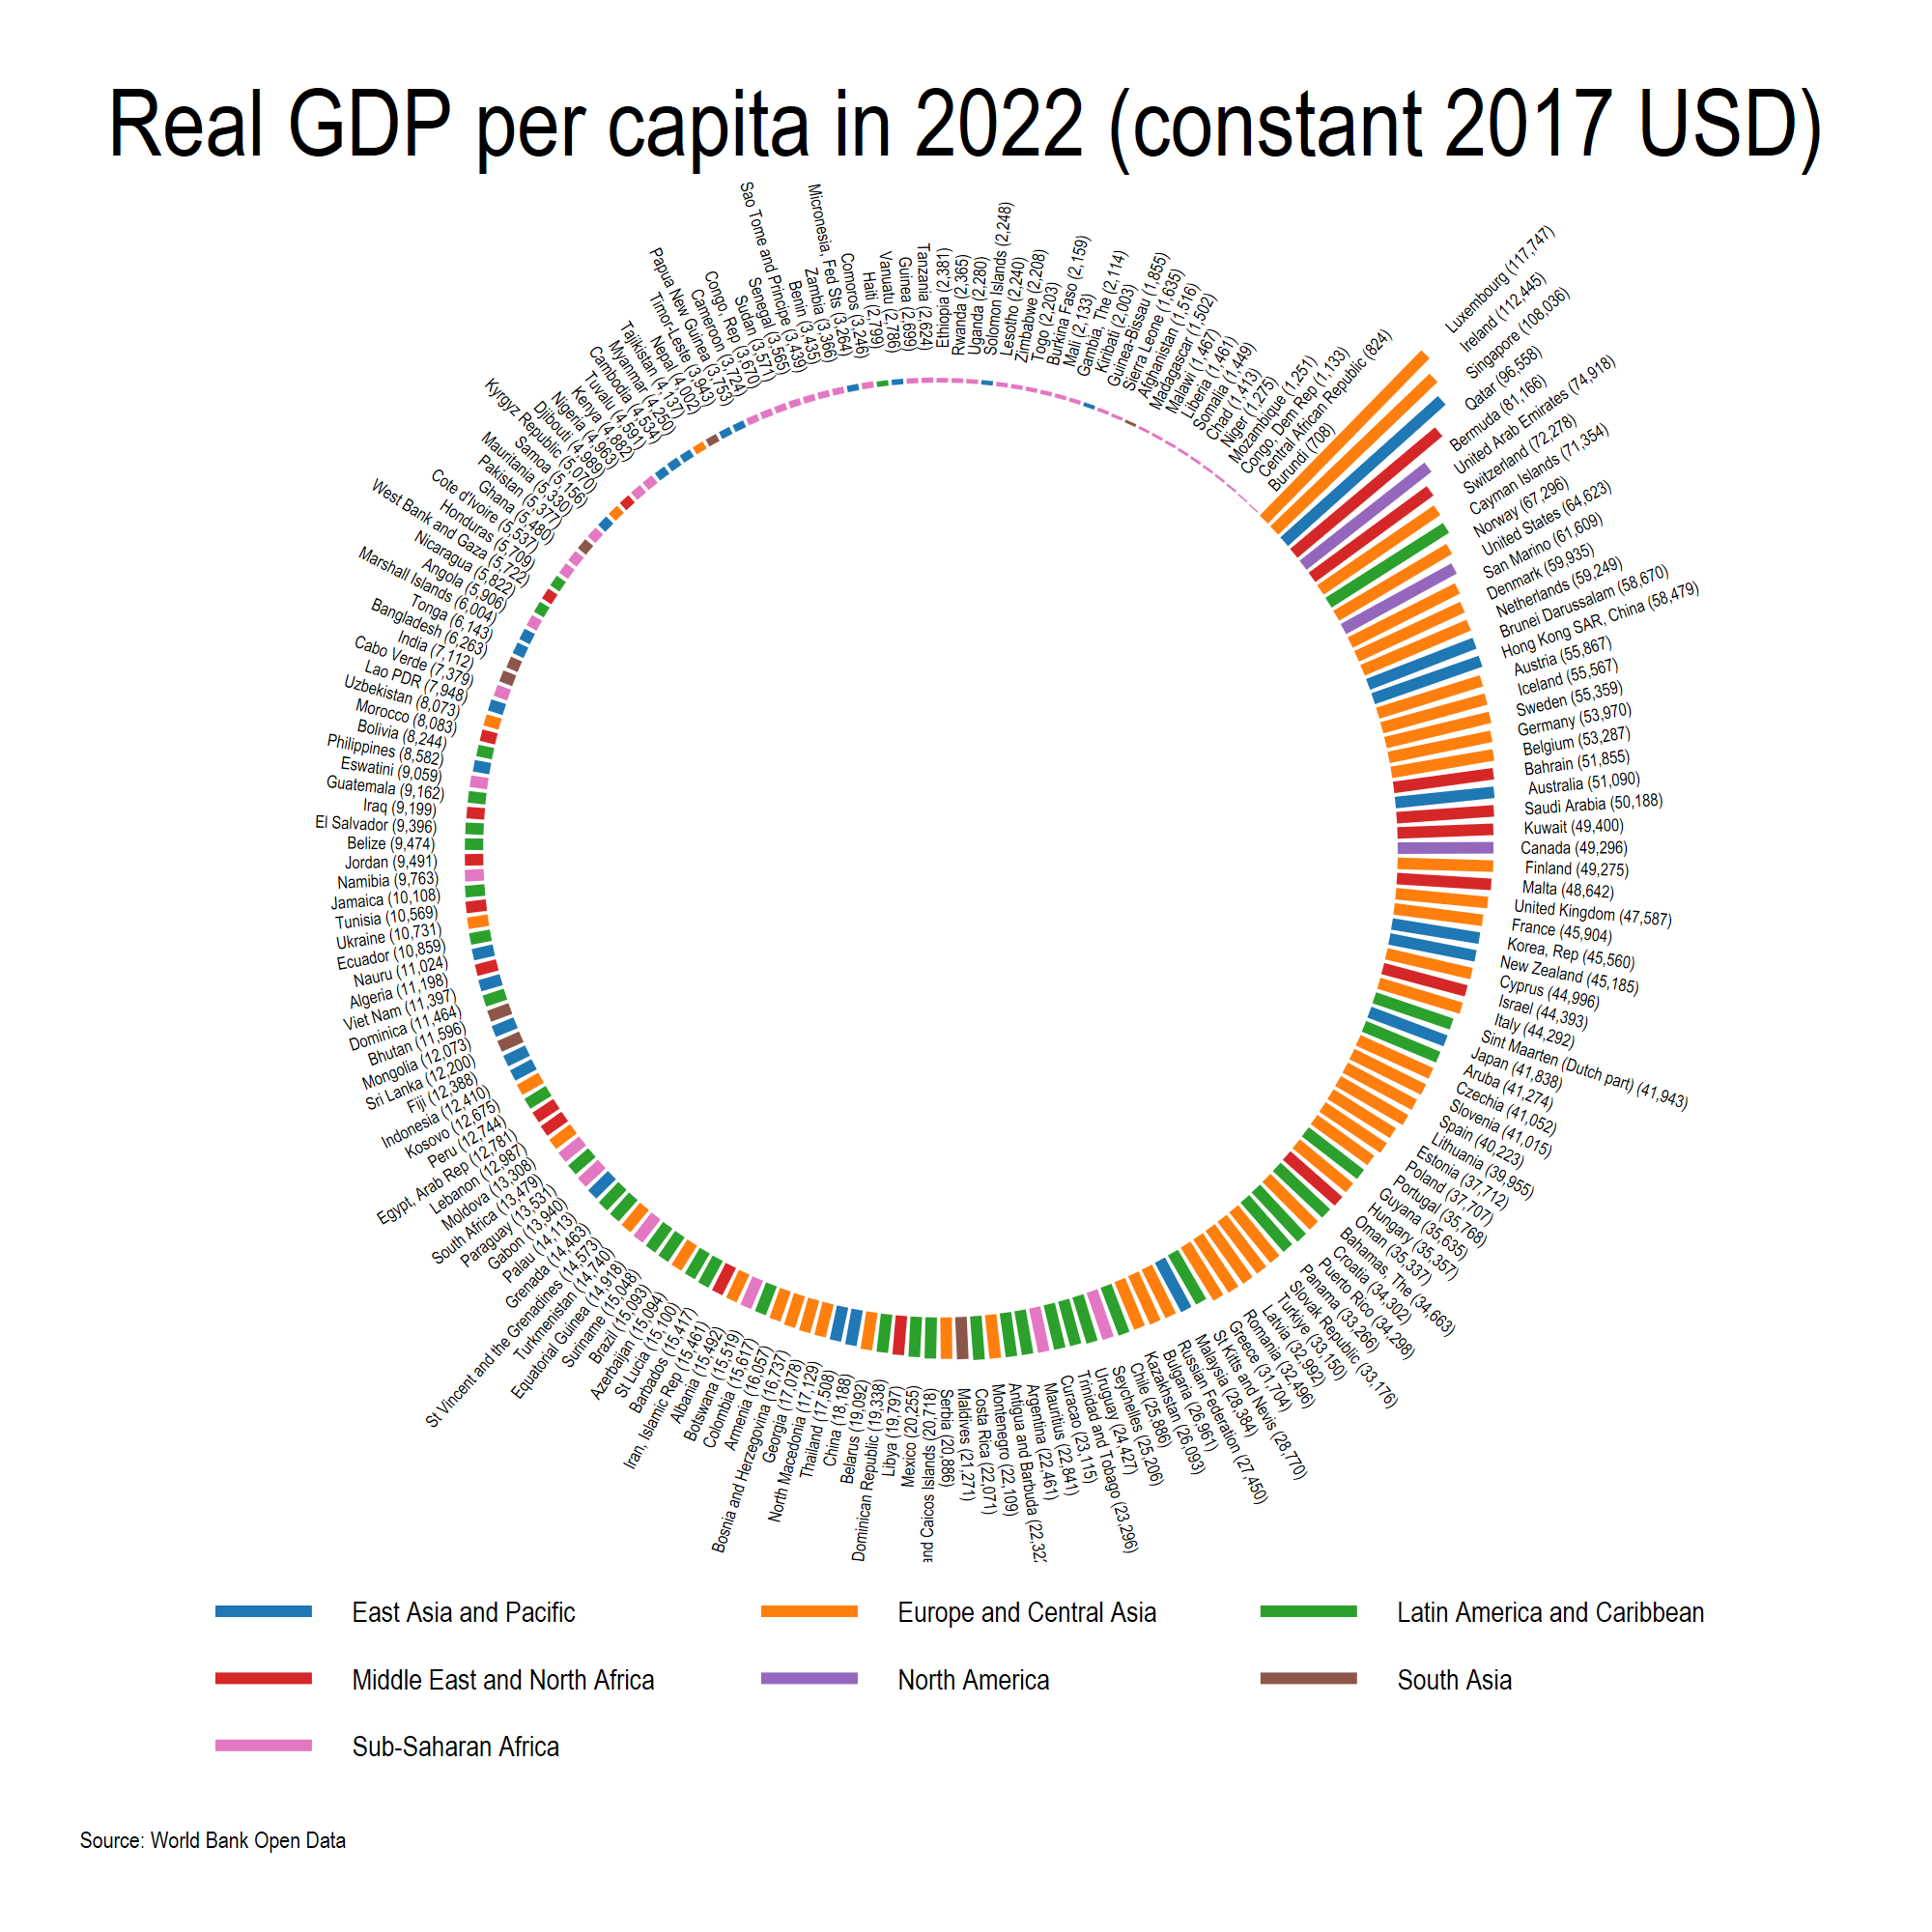 Real GDP per capita in 2022 (constant 2017 USD)
Luxembourg (117,747)
Ireland (112,445)
Singapore (108,036)
Qatar (96,558)
Bermuda (81,166)
United Arab Emirates (74,918)
Switzerland (72,278)
Cayman Islands (71,354)
Norway (67,296)
United States (64,623)
San Marino (61,609)
Denmark (59,935)
Netherlands (59,249)
Brunei Darussalam (58,670)
Hong Kong SAR, China (58,479)
Austria (55,867)
Iceland (55,567)
Sweden (55,359)
Germany (53,970)
Belgium (53,287)
Bahrain (51,855)
Australia (51,090)
Saudi Arabia (50,188)
Kuwait (49,400)
Canada (49,296)
Finland (49,275)
Malta (48,642)
United Kingdom (47,587)
France (45,904)
Korea, Rep (45,560)
New Zealand (45,185)
Cyprus (44,996)
Israel (44,393)
Italy (44,292)
Sint Maarten (Dutch part) (41,943)
Japan (41,838)
Aruba (41,274)
Czechia (41,052)
Slovenia (41,015)
Spain (40,223)
Lithuania (39,955)
Estonia (37,712)
Poland (37,707)
Portugal (35,768)
Guyana (35,635)
Hungary (35,357)
Oman (35,337)
Bahamas, The (34,663)
Croatia (34,302)
Puerto Rico (34,298)
Panama (33,266)
Slovak Republic (33,176)
Turkiye (33,150)
Latvia (32,992)
Romania (32,496)
Greece (31,704)
St Kitts and Nevis (28,770)
Malaysia (28,384)
Russian Federation (27,450)
Bulgaria (26,961)
Kazakhstan (26,093)
Chile (25,886)
Seychelles (25,206)
Uruguay (24,427)
Trinidad and Tobago (23,296)
Curacao (23,115)
Mauritius (22,841)
Argentina (22,461)
Antigua and Barbuda (22,32
Montenegro (22,109)
Costa Rica (22,071)
Maldives (21,271)
Serbia (20,886)
and Caicos Islands (20,718)
Mexico (20,255)
Libya (19,797)
Dominican Republic (19,338)
Belarus (19,092)
China (18,188)
Thailand (17,508)
North Macedonia (17,129)
Georgia (17,078)
Bosnia and Herzegovina (16,737)
Armenia (16,057)
Colombia (15,617)
Botswana (15,519)
Albania (15,492)
Iran, Islamic Rep (15,461)
Barbados (15,417)
St Lucia (15,100)
Azerbaijan (15,094)
Brazil (15,093)
Suriname (15,048)
Equatorial Guinea (14,918)
Turkmenistan (14,740)
St Vincent and the Grenadines (14,573)
Grenada (14,463)
Palau (14,113)
Gabon (13,940)
Paraguay (13,531)
South Africa (13,479)
Moldova (13,308)
Lebanon (12,987)
Egypt, Arab Rep (12,781)
Peru (12,744)
Kosovo (12,675)
Indonesia (12,410)
Fiji (12,388)
Sri Lanka (12,200)
Mongolia (12,073)
Bhutan (11,596)
Dominica (11,464)
Viet Nam (11,397)
Algeria (11,198)
Nauru (11,024)
Ecuador (10,859)
Ukraine (10,731)
Tunisia (10,569)
Jamaica (10,108)
Namibia (9,763)
Jordan (9,491)
Belize (9,474)
El Salvador (9,396)
Iraq (9,199)
Guatemala (9,162)
Eswatini (9,059)
Philippines (8,582)
Bolivia (8,244)
Morocco (8,083)
Uzbekistan (8,073)
Lao PDR (7,948)
Cabo Verde (7,379)
India (7,112)
Bangladesh (6,263)
Tonga (6,143)
Marshall Islands (6,004)
Angola (5,906)
Nicaragua (5,822)
West Bank and Gaza (5,722)
Honduras (5,709)
Cote d'Ivoire (5,537)
Ghana (5,480)
Pakistan (5,377)
Mauritania (5,330)
Samoa (5,156)
Kyrgyz Republic (5,070)
Djibouti (4,989)
Nigeria (4,963)
Kenya (4,882)
Tuvalu (4,591)
Cambodia (4,534)
Myanmar (4,250)
Tajikistan (4,137)
Nepal (4,002)
Timor-Leste (3,943)
Papua New Guinea (3,753)
Cameroon (3,724)
Congo, Rep (3,670)
Sudan (3,571)
Senegal (3,565)
Sao Tome and Principe (3,439)
Benin (3,435)
Zambia (3,366)
Micronesia, Fed Sts (3,264)
Comoros (3,246)
Haiti (2,799)
Vanuatu (2,786)
Guinea (2,699)
Tanzania (2,624)
Ethiopia (2,381)
Rwanda (2,365)
Uganda (2,280)
Solomon Islands (2,248)
Lesotho (2,240)
Zimbabwe (2,208)
Togo (2,203)
Burkina Faso (2,159)
Mali (2,133)
Gambia, The (2,114)
Kiribati (2,003)
Guinea-Bissau (1,855)
Sierra Leone (1,635)
Afghanistan (1,516)
Madagascar (1,502)
Malawi (1,467)
Liberia (1,461)
Somalia (1,449)
Chad (1,413)
Niger (1,275)
Mozambique (1,251)
Congo, Dem Rep (1,133)
Central African Republic (824)
Burundi (708)
East Asia and Pacific
Europe and Central Asia
Latin America and Caribbean
Middle East and North Africa
North America
South Asia
Sub-Saharan Africa
Source: World Bank Open Data